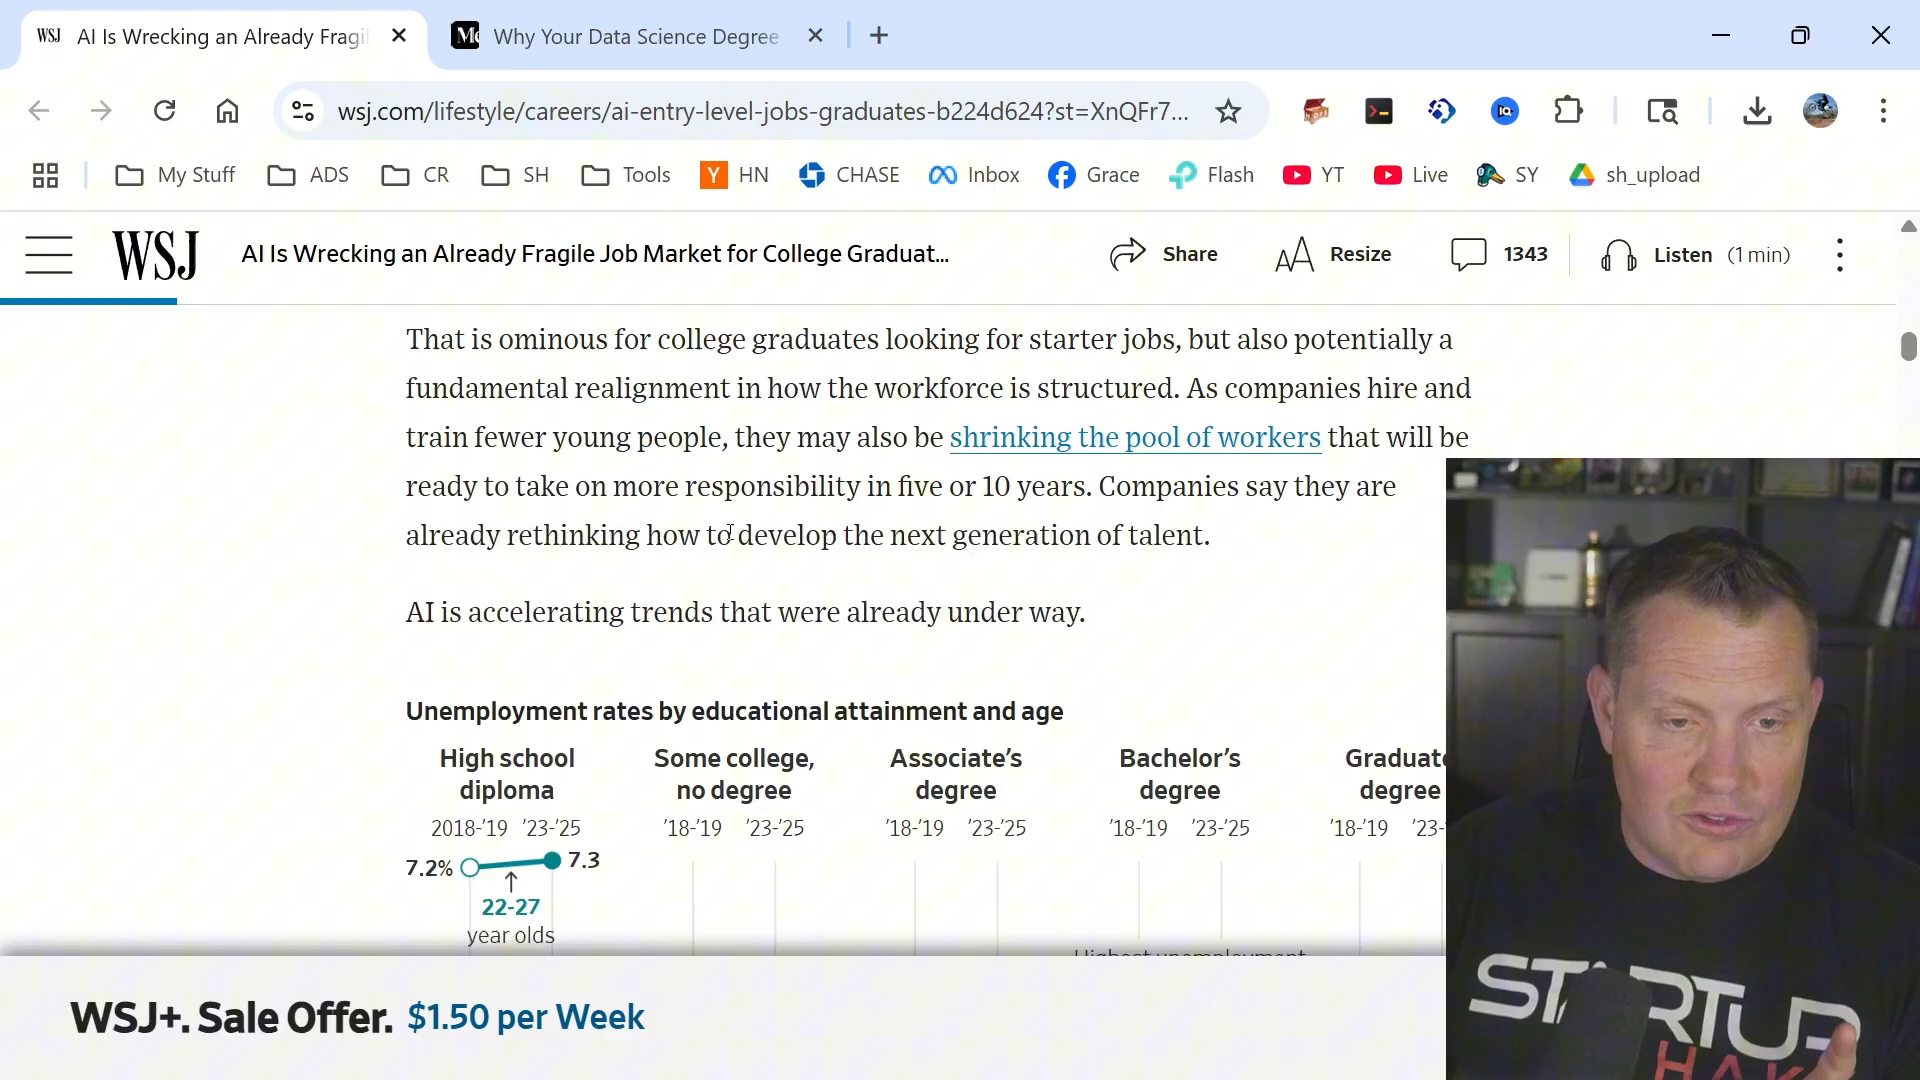 WSJ AI Is Wrecking an Already Fragil
Why Your Data Science Degree
wsj.com/lifestyle/careers/ai-entry-level-jobs-graduates-b224d624?st=XnQFr7...
My Stuff ADS CR SH Tools Y HN CHASE Inbox Grace Flash YT Live SY sh_upload
WSJ AI Is Wrecking an Already Fragile Job Market for College Graduat... Share AA Resize 1343 Listen (1 min)
That is ominous for college graduates looking for starter jobs, but also potentially a
fundamental realignment in how the workforce is structured. As companies hire and
train fewer young people, they may also be shrinking the pool of workers that will be
ready to take on more responsibility in five or 10 years. Companies say they are
already rethinking how to develop the next generation of talent.
AI is accelerating trends that were already under way.
Unemployment rates by educational attainment and age
High school diploma
Some college, no degree
Associate's degree
Bachelor's degree
Graduate degree
2018-'19 '23-'25 '18-'19 '23-'25 '18-'19 '23-'25 '18-'19 '23-'25 '18-'19 '23-
7.2% 7.3
22-27
year olds
WSJ+. Sale Offer. $1.50 per Week
STARTUP
HAK